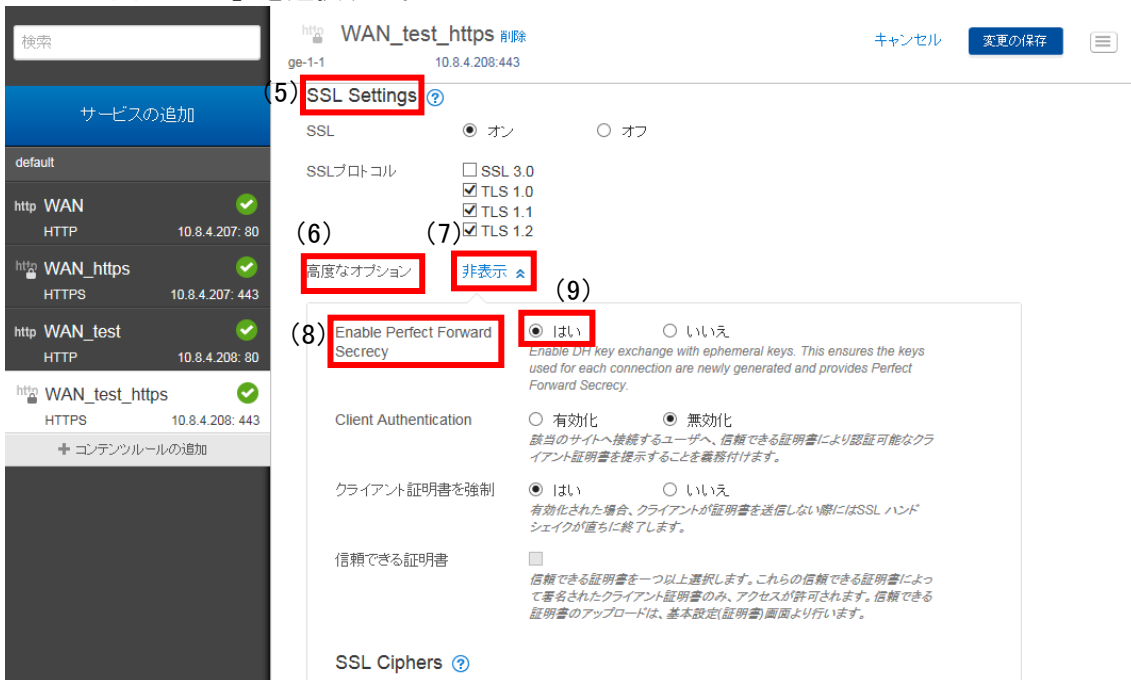 検索
サービスの追加
default
http WAN
HTTP 10.8.4.207: 80
http WAN_https
HTTPS 10.8.4.207: 443
http WAN_test
HTTP 10.8.4.208: 80
http WAN_test_https
HTTPS 10.8.4.208: 443
+ コンテンツルールの追加
http WAN_test_https 削除
キャンセル 変更の保存
ge-1-1 10.8.4.208:443
(5) SSL Settings ?
SSL オン オフ
SSLプロトコル SSL 3.0
TLS 1.0
TLS 1.1
TLS 1.2
(6) (7)
高度なオプション 非表示
(8) (9)
Enable Perfect Forward Secrecy はい いいえ
Enable DH key exchange with ephemeral keys. This ensures the keys
used for each connection are newly generated and provides Perfect
Forward Secrecy.
Client Authentication 有効化 無効化
該当のサイトへ接続するユーザへ、信頼できる証明書により認証可能なクラ
イアント証明書を提示することを義務付けます。
クライアント証明書を強制 はい いいえ
有効化された場合、クライアントが証明書を送信しない際にはSSL ハンド
シェイクが直ちに終了します。
信頼できる証明書
信頼できる証明書を一つ以上選択します。これらの信頼できる証明書によっ
て署名されたクライアント証明書のみ、アクセスが許可されます。信頼できる
証明書のアップロードは、基本設定(証明書)画面より行います。
SSL Ciphers ?